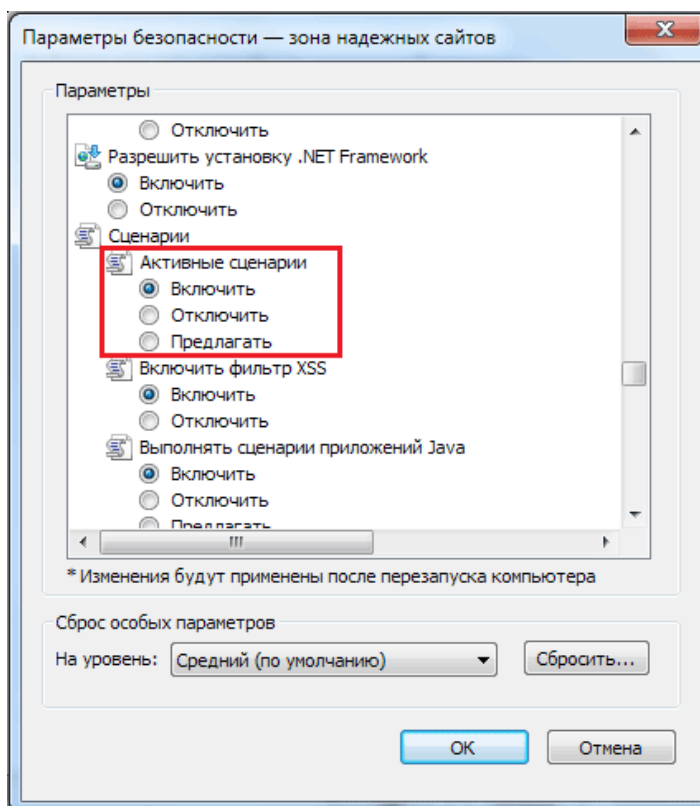 Параметры безопасности — зона надежных сайтов
Параметры
Отключить
Разрешить установку .NET Framework
Включить
Отключить
Сценарии
Активные сценарии
Включить
Отключить
Предлагать
Включить фильтр XSS
Включить
Отключить
Выполнять сценарии приложений Java
Включить
Отключить
Предлагать
* Изменения будут применены после перезапуска компьютера
Сброс особых параметров
На уровень: Средний (по умолчанию) Сбросить...
ОК Отмена